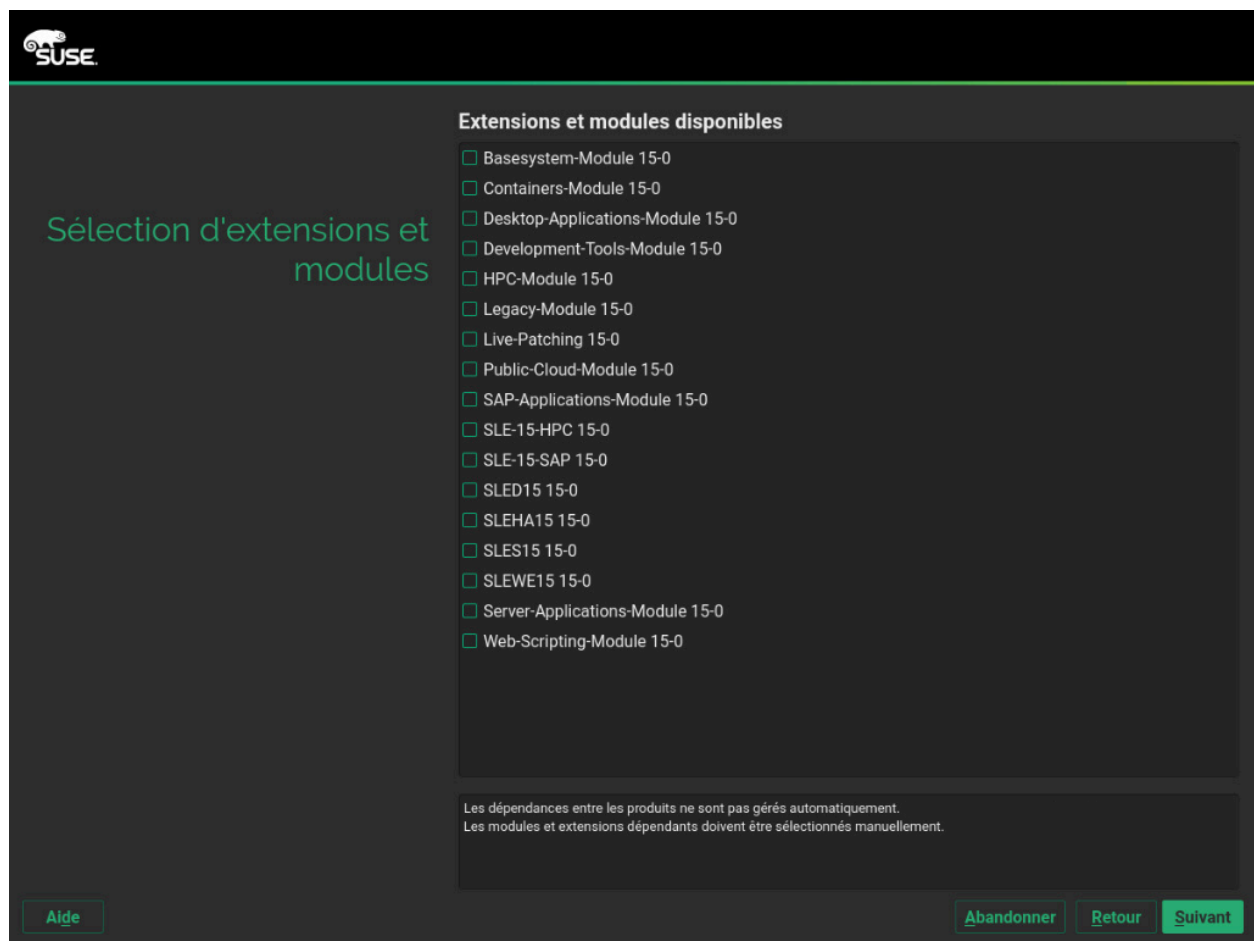 SUSE.
Extensions et modules disponibles
Sélection d'extensions et
modules
Basesystem-Module 15-0
Containers-Module 15-0
Desktop-Applications-Module 15-0
Development-Tools-Module 15-0
HPC-Module 15-0
Legacy-Module 15-0
Live-Patching 15-0
Public-Cloud-Module 15-0
SAP-Applications-Module 15-0
SLE-15-HPC 15-0
SLE-15-SAP 15-0
SLED15 15-0
SLEHA15 15-0
SLES15 15-0
SLEWE15 15-0
Server-Applications-Module 15-0
Web-Scripting-Module 15-0
Les dépendances entre les produits ne sont pas gérés automatiquement.
Les modules et extensions dépendants doivent être sélectionnés manuellement.
Aide
Abandonner
Retour
Suivant